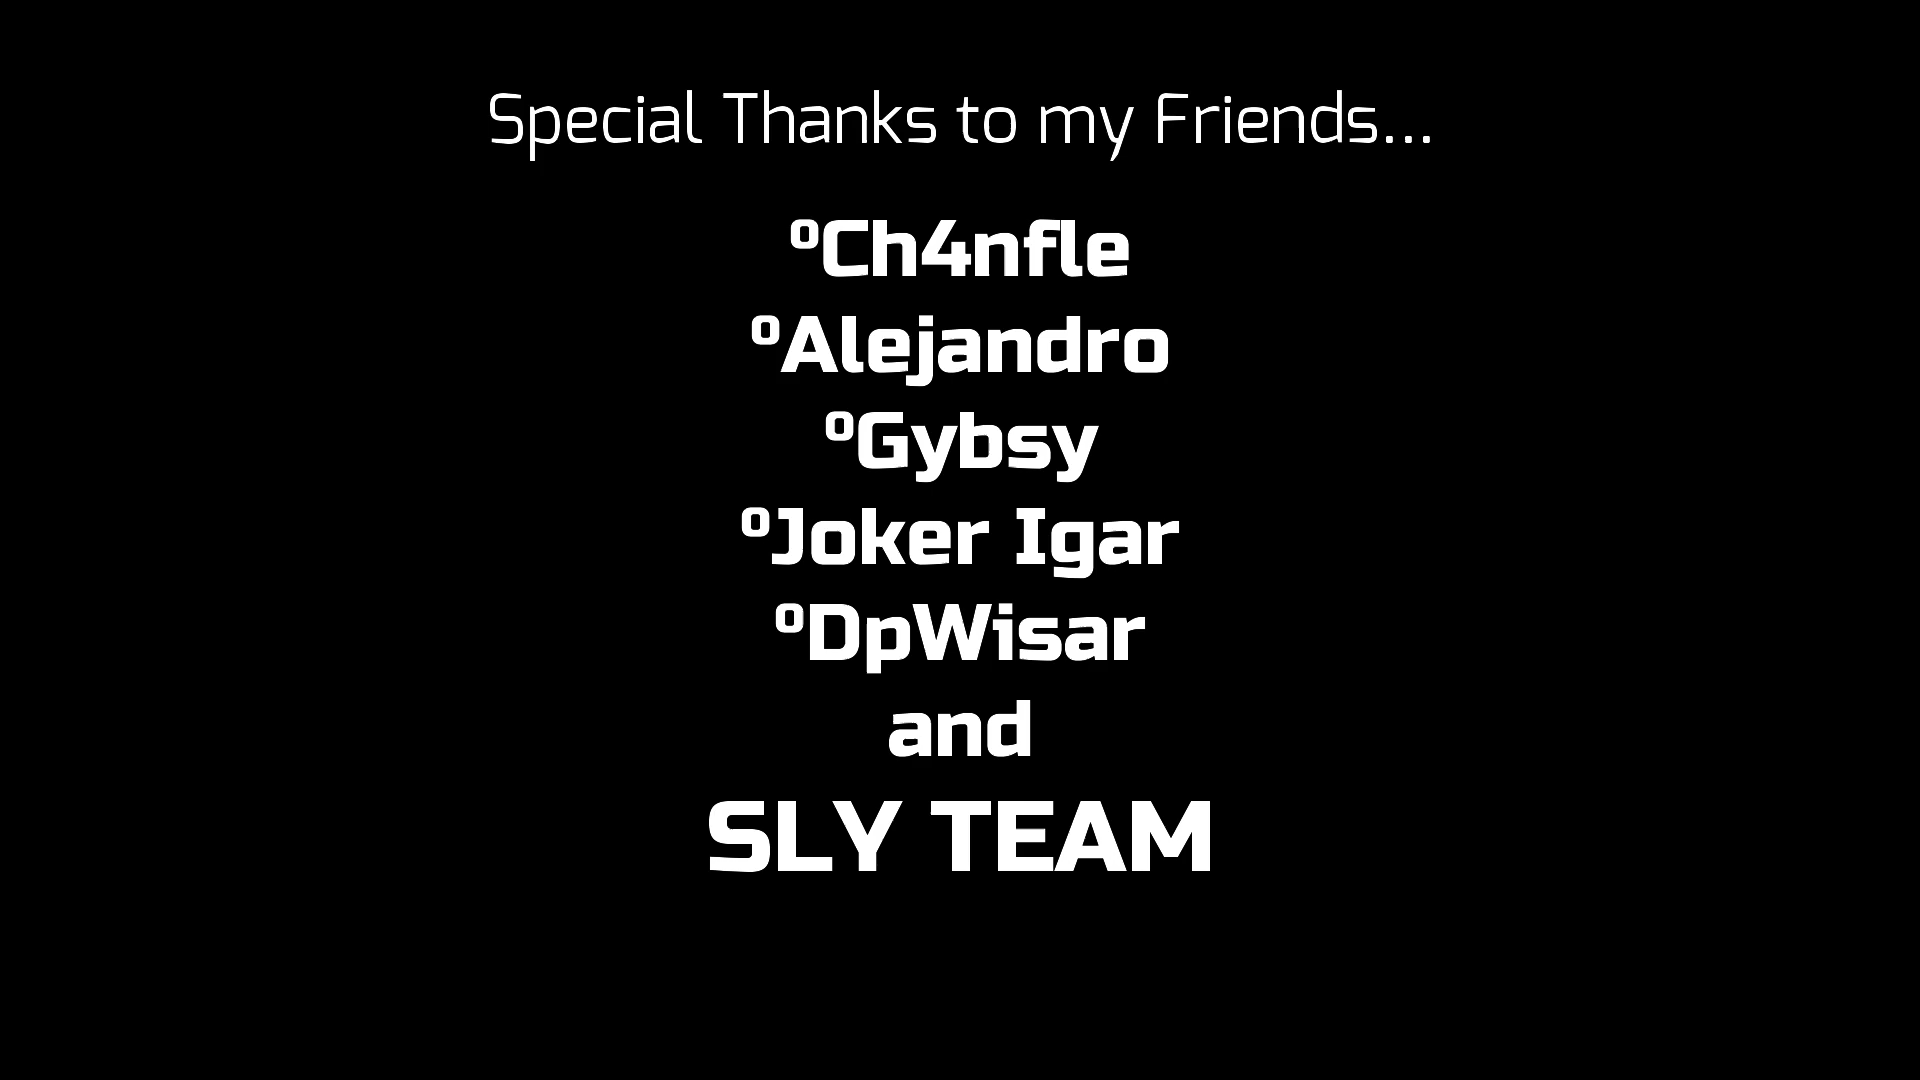 Special Thanks to my Friends...
ºCh4nfle
ºAlejandro
ºGybsy
ºJoker Igar
ºDpWisar
and
SLY TEAM